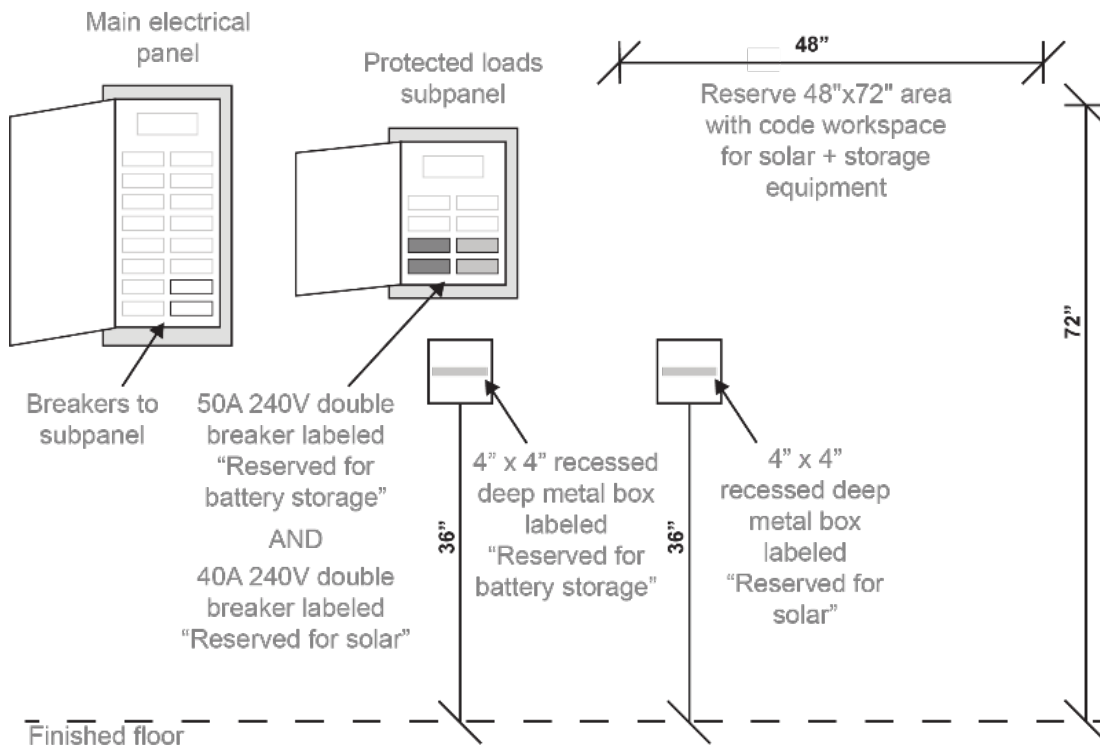 Main electrical
panel
Protected loads
subpanel
48”
Reserve 48"x72" area
with code workspace
for solar + storage
equipment
72”
Breakers to
subpanel
50A 240V double
breaker labeled
“Reserved for
battery storage”
AND
40A 240V double
breaker labeled
“Reserved for solar”
4” x 4” recessed
deep metal box
labeled
“Reserved for
battery storage”
36”
4” x 4”
recessed deep
metal box
labeled
“Reserved for
solar”
36”
Finished floor